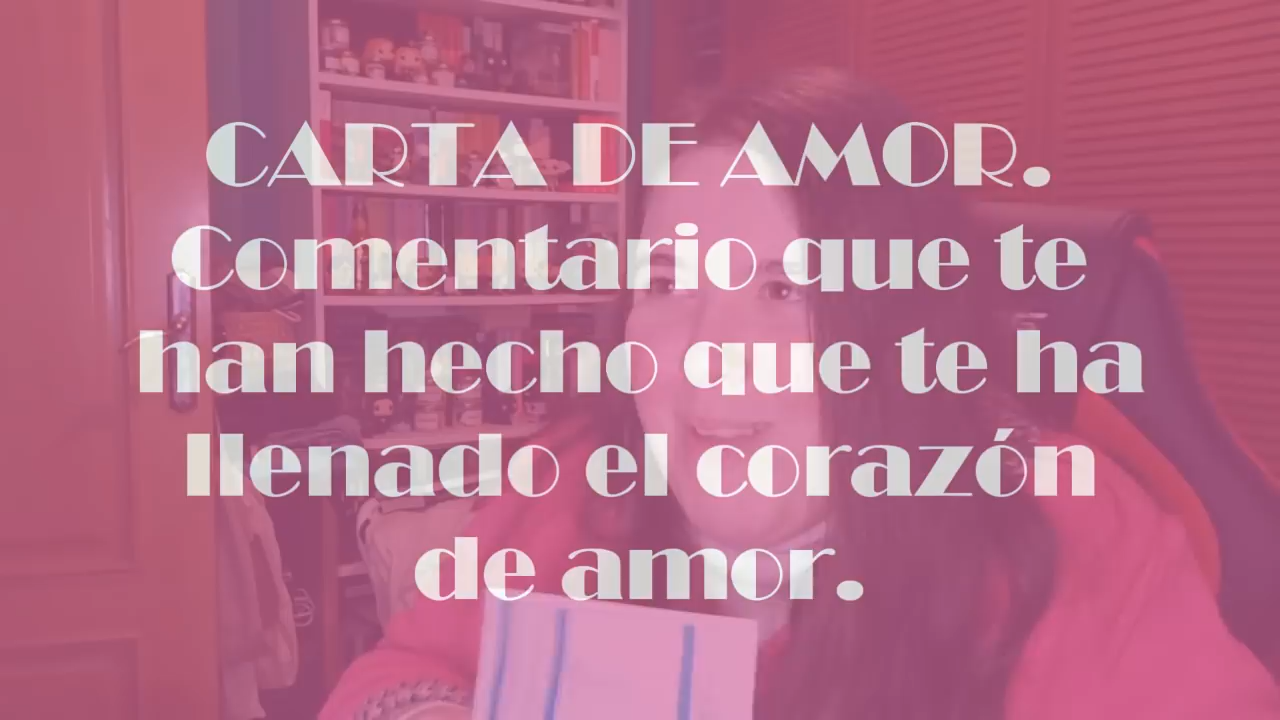 CARTA DE AMOR.
Comentario que te
han hecho que te ha
llenado el corazón
de amor.